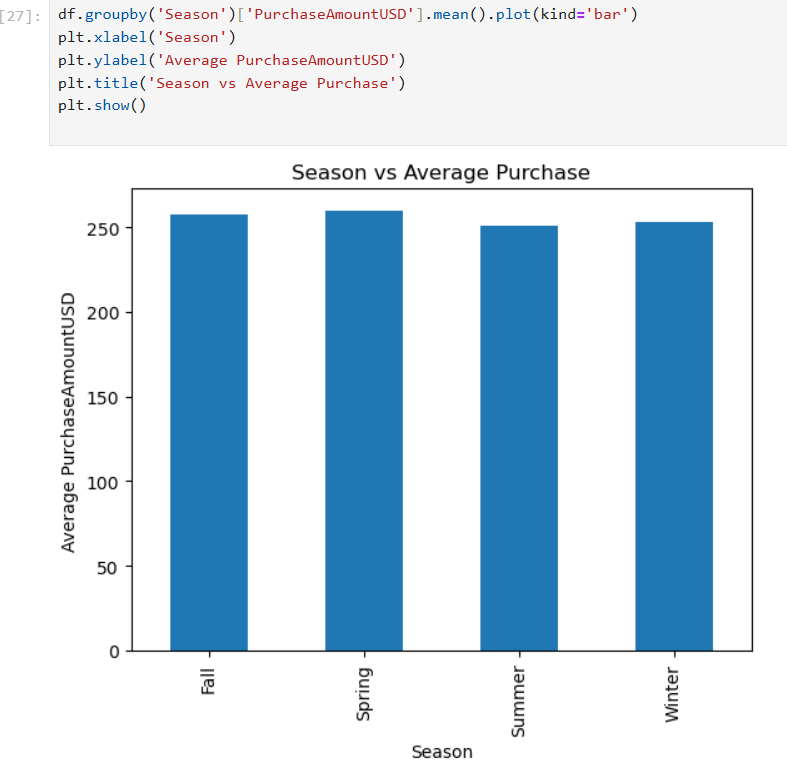 [27]: df.groupby('Season')['PurchaseAmountUSD'].mean().plot(kind='bar')
plt.xlabel('Season')
plt.ylabel('Average PurchaseAmountUSD')
plt.title('Season vs Average Purchase')
plt.show()
Season vs Average Purchase
Average PurchaseAmountUSD
250
200
150
100
50
0
Fall
Spring
Summer
Winter
Season